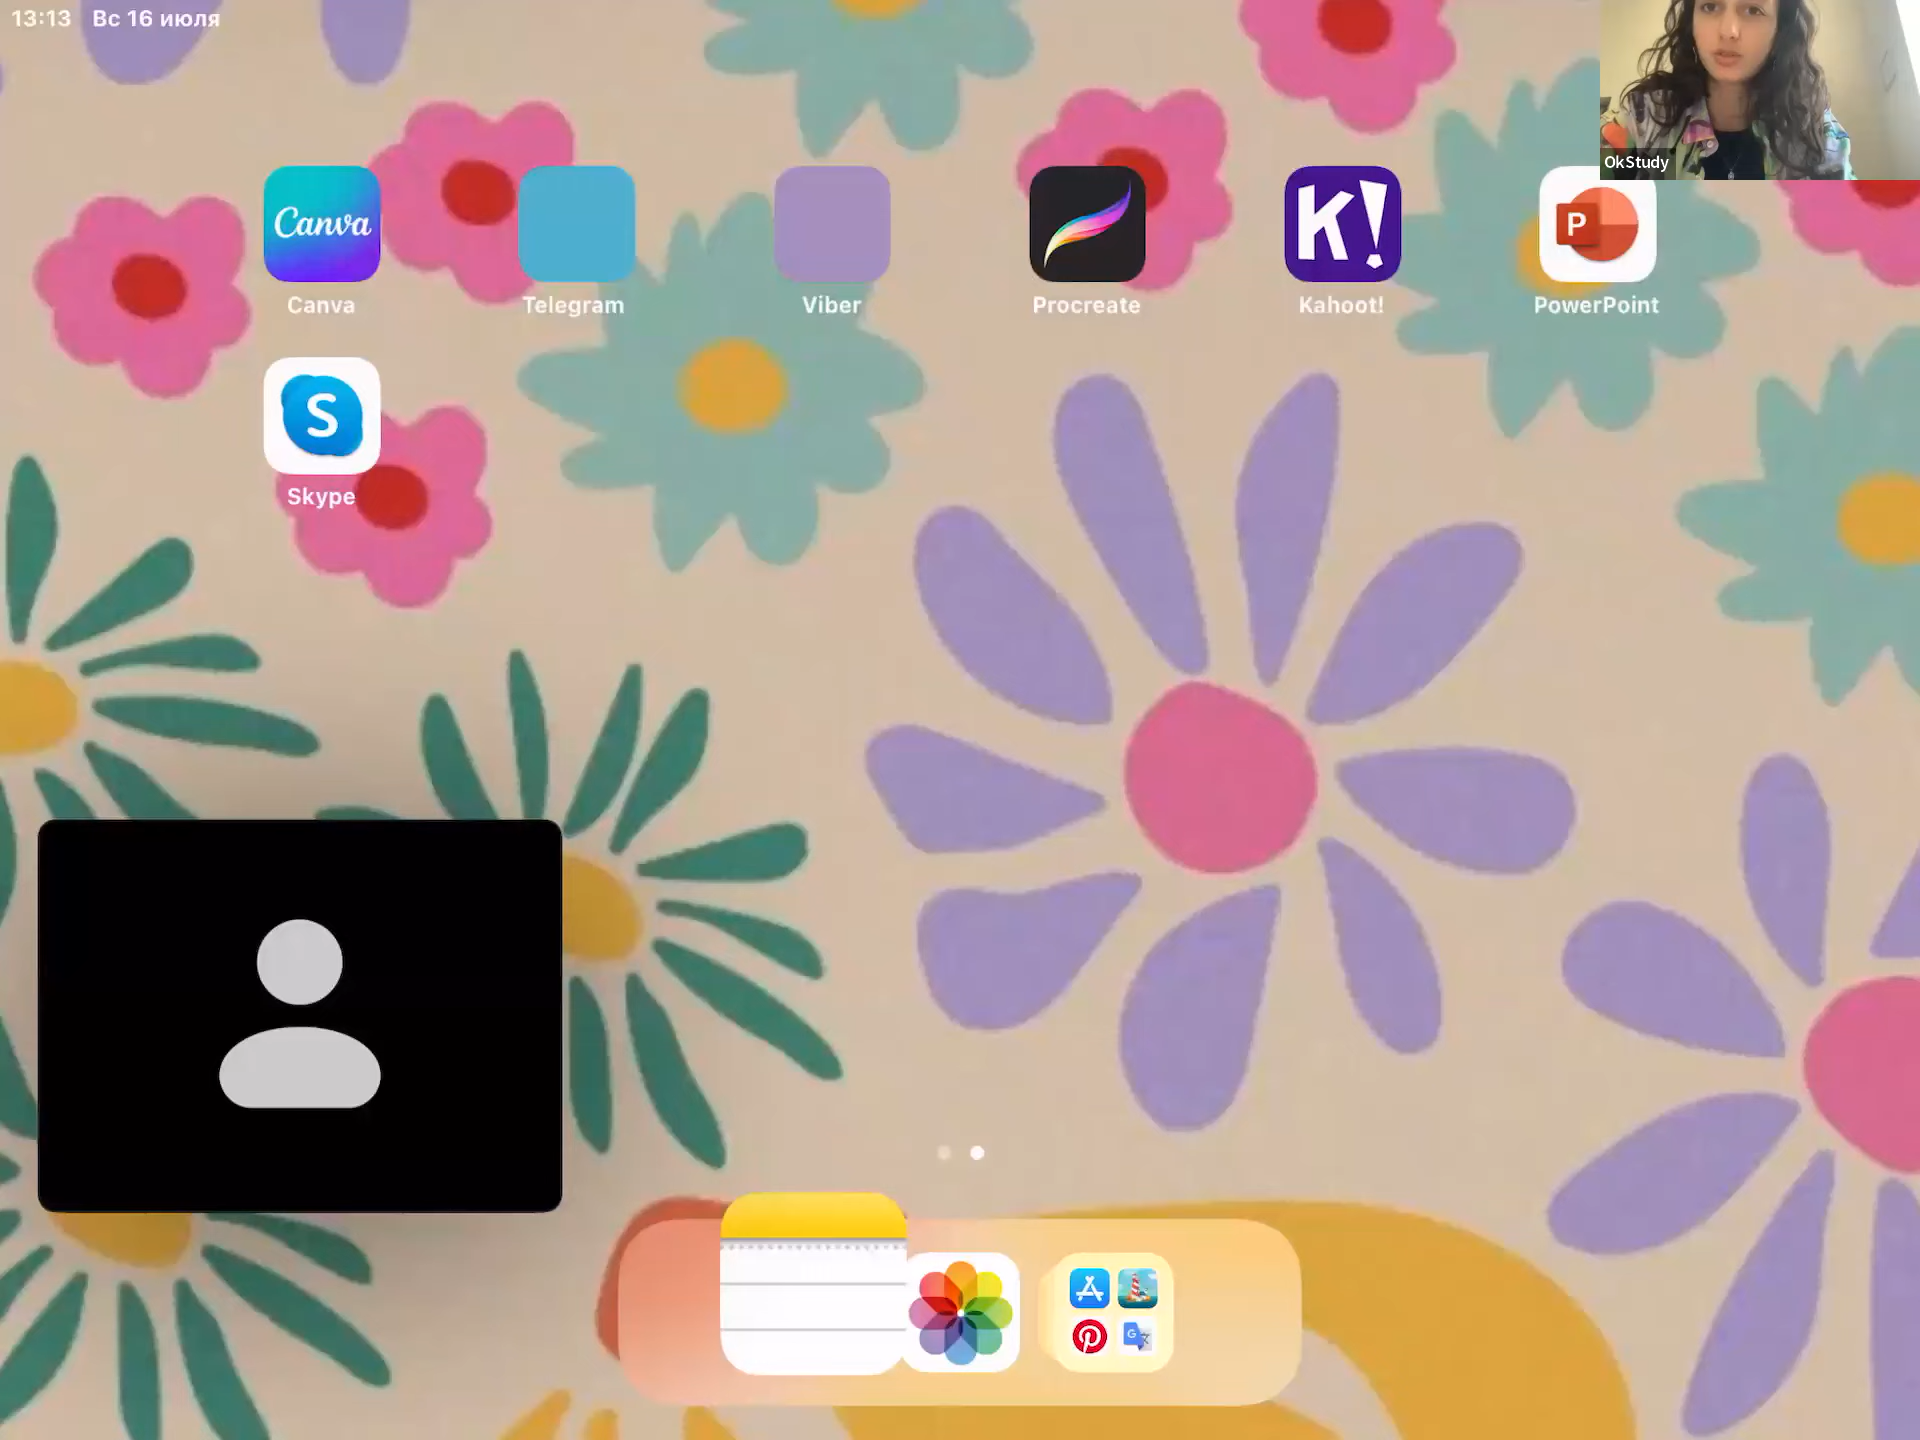 13:13 Вс 16 июля
OkStudy
Canva
K!
P
Canva
Telegram
Viber
Procreate
Kahoot!
PowerPoint
S
Skype
G